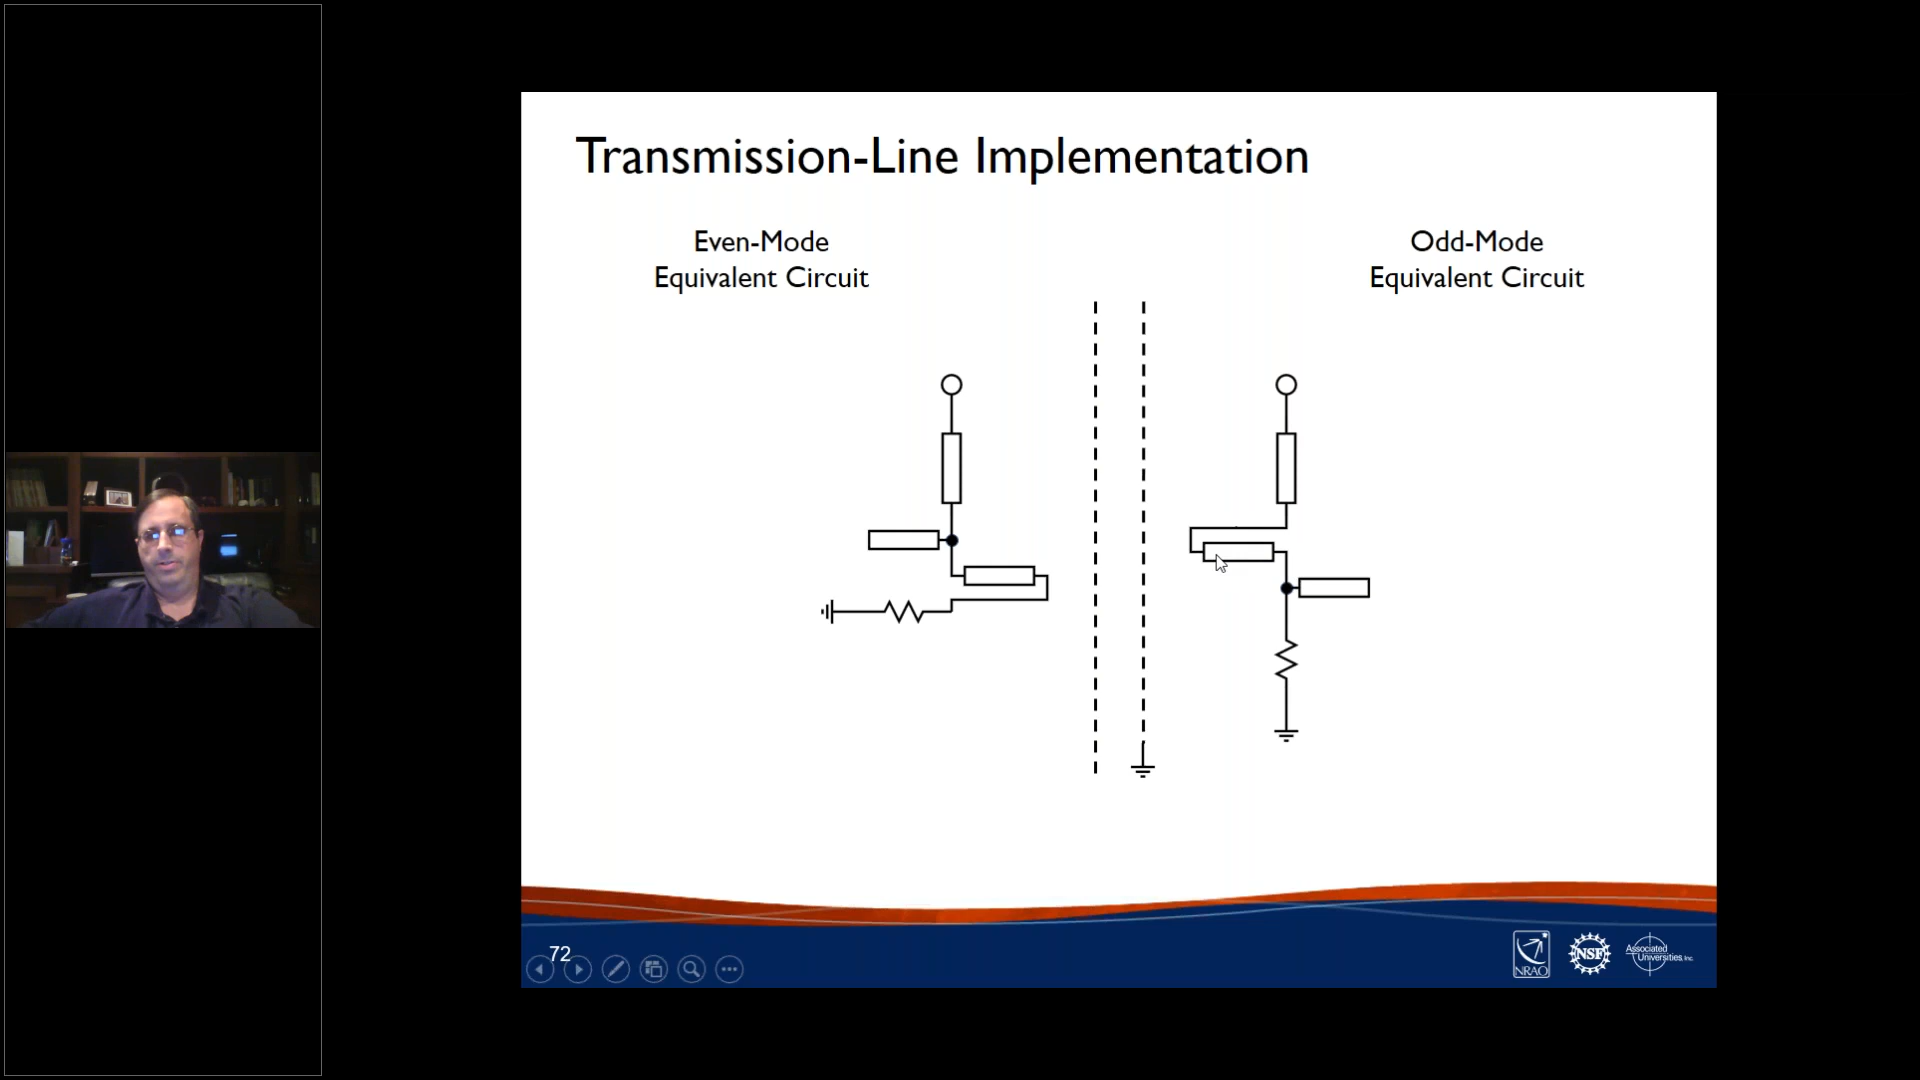 Transmission-Line Implementation
Even-Mode
Equivalent Circuit
Odd-Mode
Equivalent Circuit
72
NRAO
NSF
Associated
Universities, Inc.